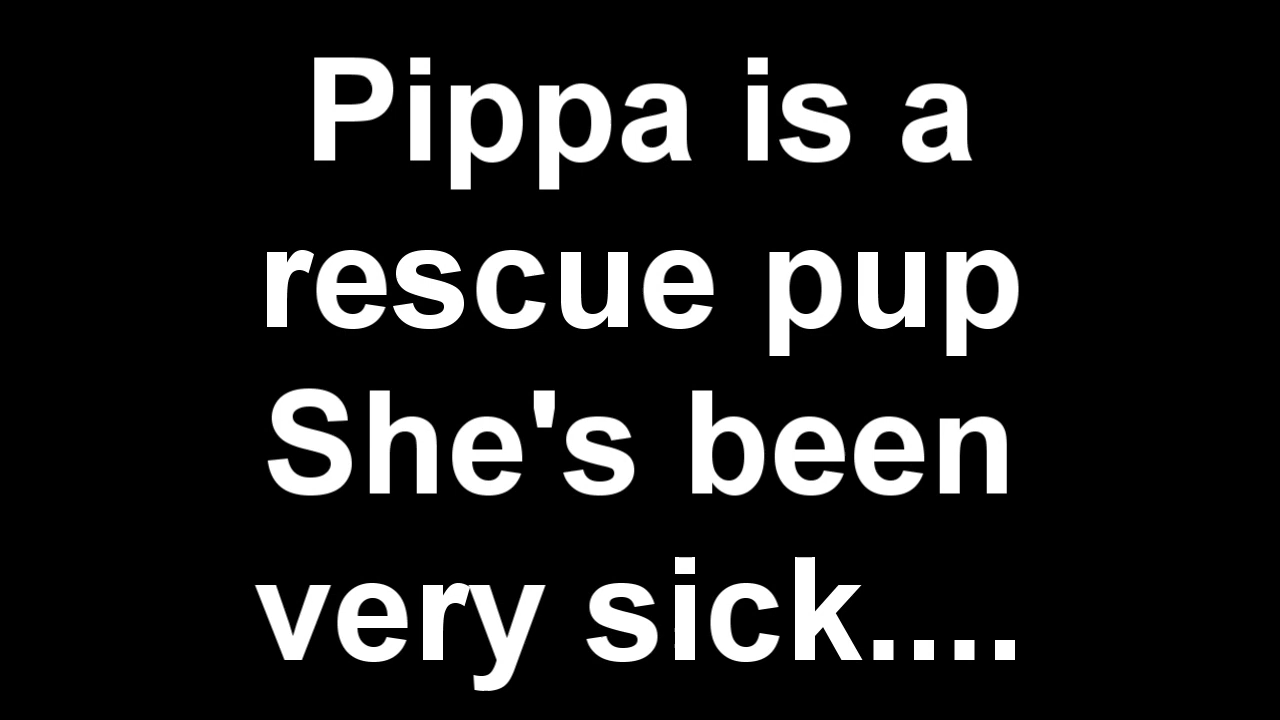 Pippa is a
rescue pup
She's been
very sick....